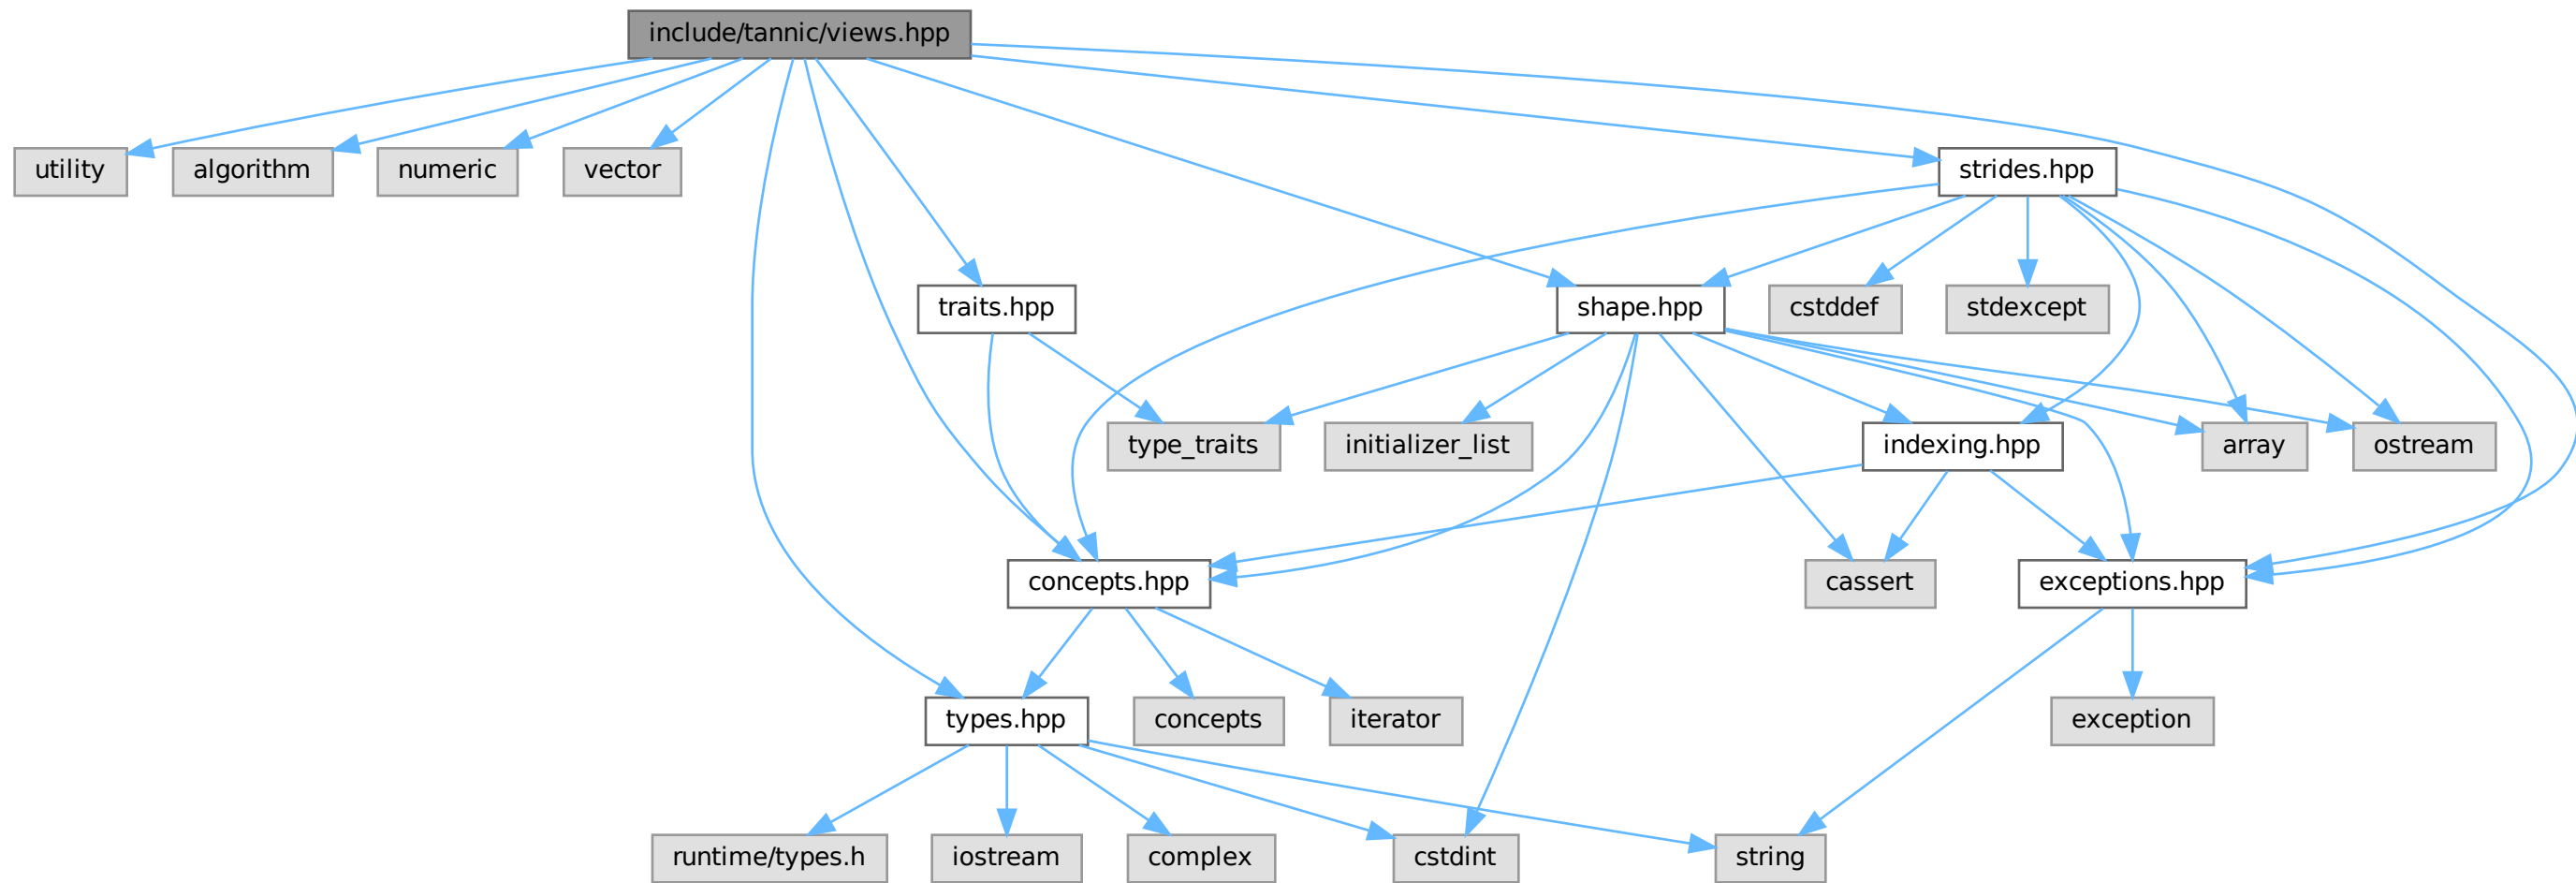 include/tannic/views.hpp
utility
algorithm
numeric
vector
strides.hpp
traits.hpp
shape.hpp
cstddef
stdexcept
type_traits
initializer_list
indexing.hpp
array
ostream
concepts.hpp
cassert
exceptions.hpp
types.hpp
concepts
iterator
exception
runtime/types.h
iostream
complex
cstdint
string